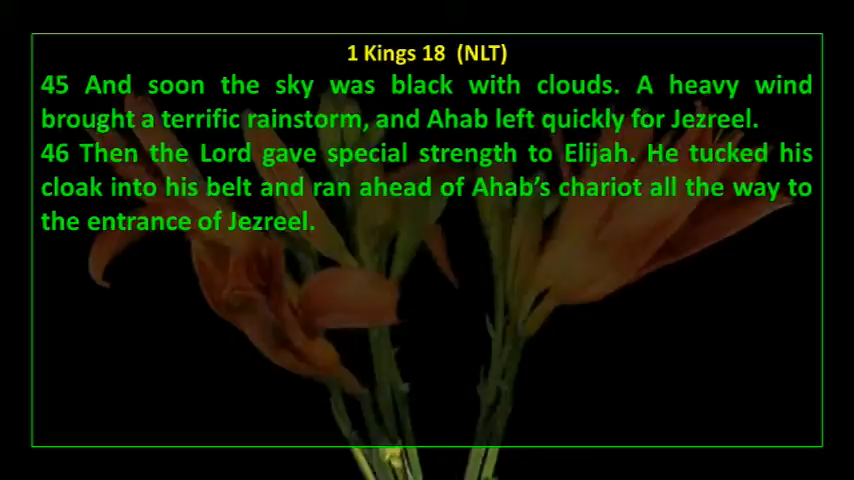 1 Kings 18 (NLT)
45 And soon the sky was black with clouds. A heavy wind
brought a terrific rainstorm, and Ahab left quickly for Jezreel.
46 Then the Lord gave special strength to Elijah. He tucked his
cloak into his belt and ran ahead of Ahab’s chariot all the way to
the entrance of Jezreel.